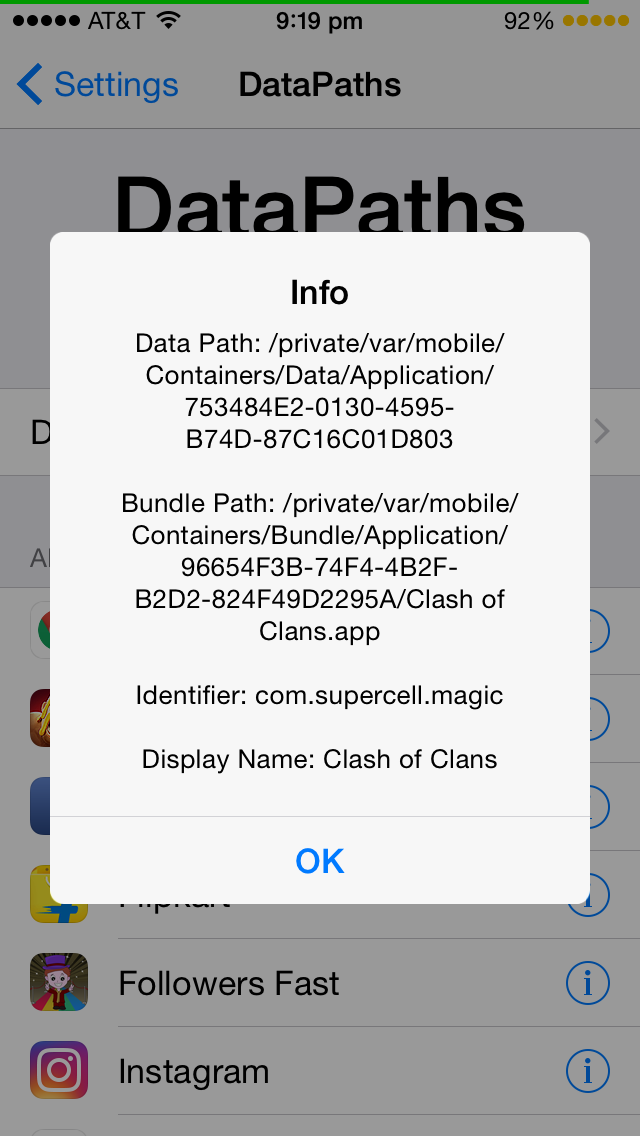 AT&T 9:19 pm 92%
Settings DataPaths
DataPaths
Info
Data Path: /private/var/mobile/
Containers/Data/Application/
753484E2-0130-4595-
B74D-87C16C01D803
Bundle Path: /private/var/mobile/
Containers/Bundle/Application/
96654F3B-74F4-4B2F-
B2D2-824F49D2295A/Clash of
Clans.app
Identifier: com.supercell.magic
Display Name: Clash of Clans
OK
Flipkart
Followers Fast
Instagram